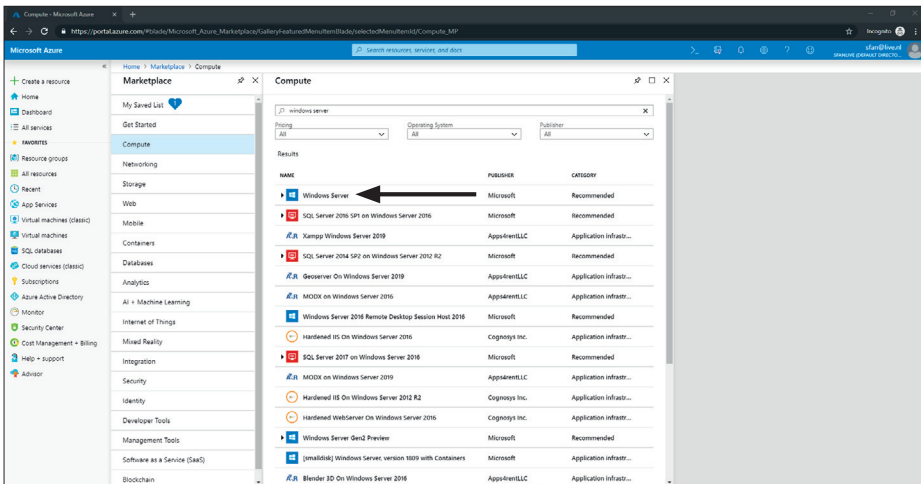 Compute - Microsoft Azure
https://portal.azure.com/#blade/Microsoft_Azure_Marketplace/GalleryFeaturedMenuItemBlade/selectedMenuItemId/Compute_MP
Incognito
Microsoft Azure
Search resources, services, and docs
sfan@live.nl
SFANLIVE (DEFAULT DIRECTO...
Create a resource
Home
Dashboard
All services
FAVORITES
Resource groups
All resources
Recent
App Services
Virtual machines (classic)
Virtual machines
SQL databases
Cloud services (classic)
Subscriptions
Azure Active Directory
Monitor
Security Center
Cost Management + Billing
Help + support
Advisor
Home > Marketplace > Compute
Marketplace
My Saved List
Get Started
Compute
Networking
Storage
Web
Mobile
Containers
Databases
Analytics
AI + Machine Learning
Internet of Things
Mixed Reality
Integration
Security
Identity
Developer Tools
Management Tools
Software as a Service (SaaS)
Blockchain
Compute
windows server
Pricing Operating System Publisher
All All All
Results
NAME PUBLISHER CATEGORY
Windows Server Microsoft Recommended
SQL Server 2016 SP1 on Windows Server 2016 Microsoft Recommended
Xampp Windows Server 2019 Apps4rentLLC Application infrastr...
SQL Server 2014 SP2 on Windows Server 2012 R2 Microsoft Recommended
Geoserver On Windows Server 2019 Apps4rentLLC Application infrastr...
MODX on Windows Server 2016 Apps4rentLLC Application infrastr...
Windows Server 2016 Remote Desktop Session Host 2016 Microsoft Recommended
Hardened IIS On Windows Server 2016 Cognosys Inc. Application infrastr...
SQL Server 2017 on Windows Server 2016 Microsoft Recommended
MODX on Windows Server 2019 Apps4rentLLC Application infrastr...
Hardened IIS On Windows Server 2012 R2 Cognosys Inc. Application infrastr...
Hardened WebServer On Windows Server 2016 Cognosys Inc. Application infrastr...
Windows Server Gen2 Preview Microsoft Recommended
[smalldisk] Windows Server, version 1809 with Containers Microsoft Application infrastr...
Blender 3D On Windows Server 2016 Apps4rentLLC Application infrastr...